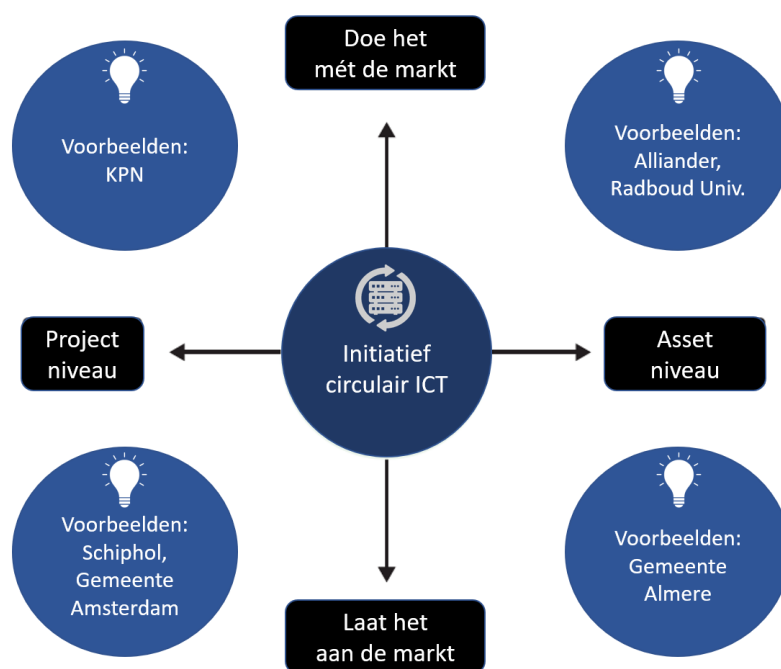 Doe het
mét de markt
Voorbeelden:
KPN
Voorbeelden:
Alliander,
Radboud Univ.
Project
niveau
Initiatief
circulair ICT
Asset
niveau
Voorbeelden:
Schiphol,
Gemeente
Amsterdam
Voorbeelden:
Gemeente
Almere
Laat het
aan de markt